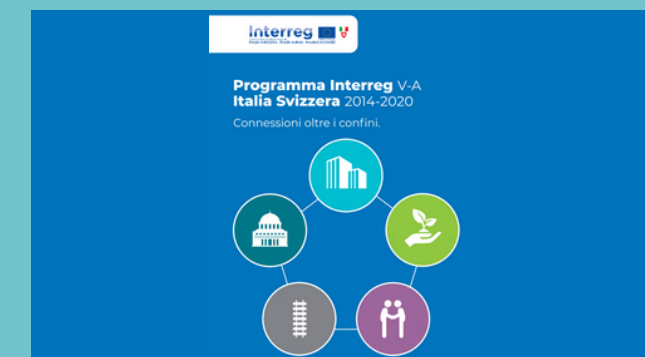 Interreg
Programma Interreg V-A
Italia Svizzera 2014-2020
Connessioni oltre i confini.